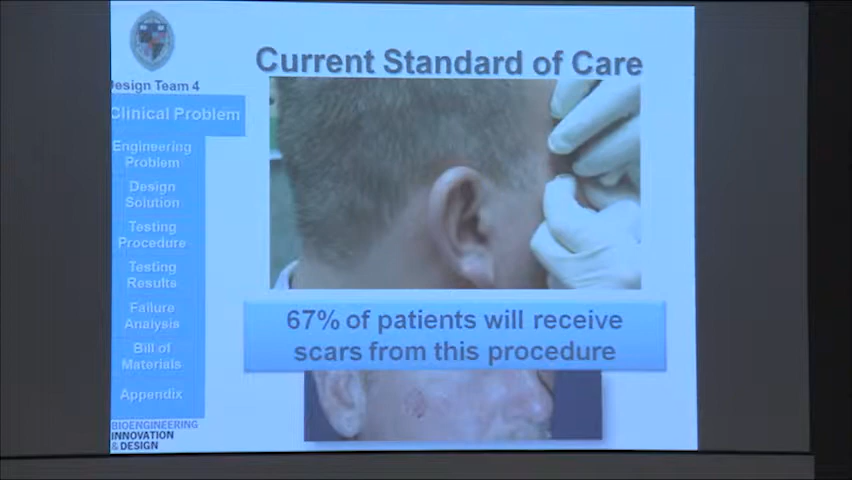 Current Standard of Care
Design Team 4
Clinical Problem
Engineering
Problem
Design
Solution
Testing
Procedure
Testing
Results
Failure
Analysis
Bill of
Materials
Appendix
BIOENGINEERING
INNOVATION
& DESIGN
67% of patients will receive
scars from this procedure